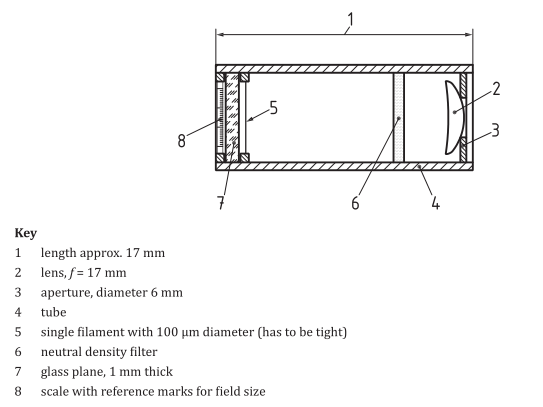 1
2
3
5
8
7
6
4
Key
1 length approx. 17 mm
2 lens, f = 17 mm
3 aperture, diameter 6 mm
4 tube
5 single filament with 100 µm diameter (has to be tight)
6 neutral density filter
7 glass plane, 1 mm thick
8 scale with reference marks for field size